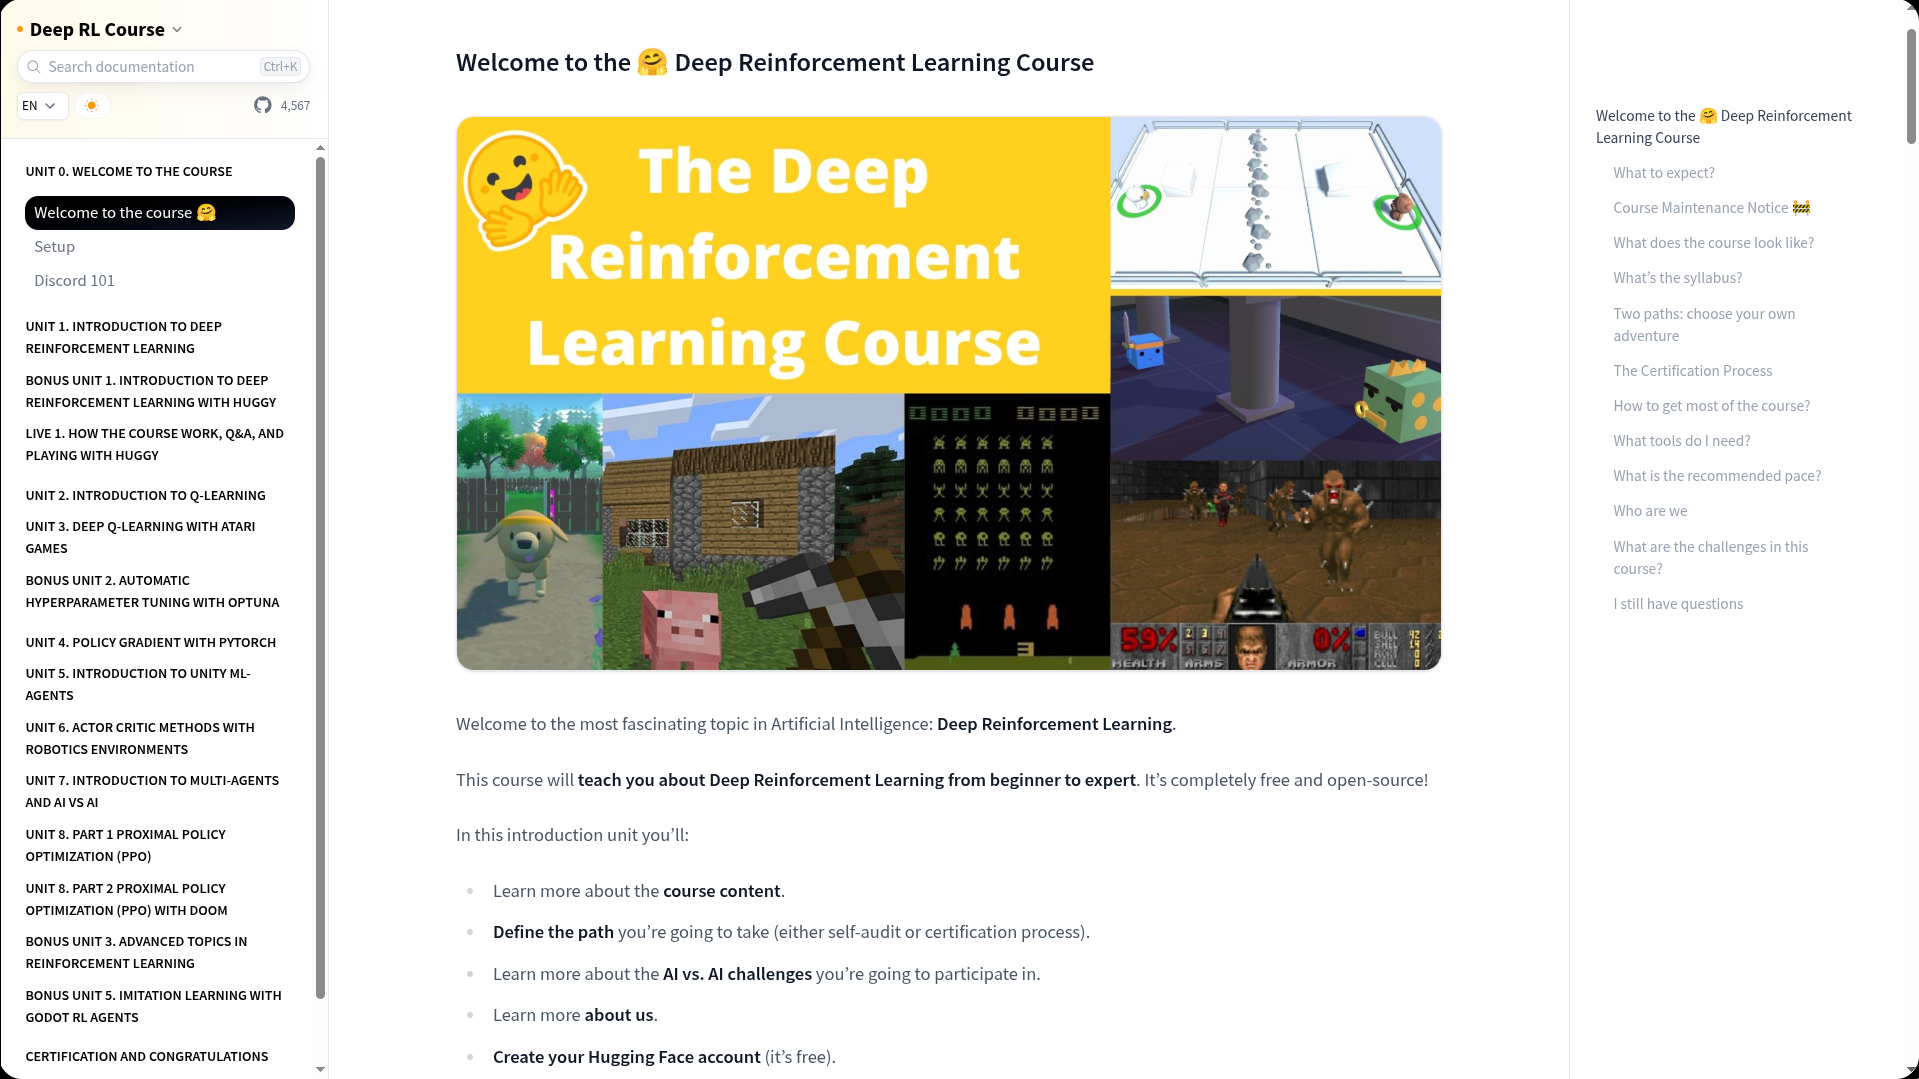 Deep RL Course
Search documentation
Ctrl+K
EN
4,567
UNIT 0. WELCOME TO THE COURSE
Welcome to the course 🤗
Setup
Discord 101
UNIT 1. INTRODUCTION TO DEEP
REINFORCEMENT LEARNING
BONUS UNIT 1. INTRODUCTION TO DEEP
REINFORCEMENT LEARNING WITH HUGGY
LIVE 1. HOW THE COURSE WORK, Q&A, AND
PLAYING WITH HUGGY
UNIT 2. INTRODUCTION TO Q-LEARNING
UNIT 3. DEEP Q-LEARNING WITH ATARI
GAMES
BONUS UNIT 2. AUTOMATIC
HYPERPARAMETER TUNING WITH OPTUNA
UNIT 4. POLICY GRADIENT WITH PYTORCH
UNIT 5. INTRODUCTION TO UNITY ML-
AGENTS
UNIT 6. ACTOR CRITIC METHODS WITH
ROBOTICS ENVIRONMENTS
UNIT 7. INTRODUCTION TO MULTI-AGENTS
AND AI VS AI
UNIT 8. PART 1 PROXIMAL POLICY
OPTIMIZATION (PPO)
UNIT 8. PART 2 PROXIMAL POLICY
OPTIMIZATION (PPO) WITH DOOM
BONUS UNIT 3. ADVANCED TOPICS IN
REINFORCEMENT LEARNING
BONUS UNIT 5. IMITATION LEARNING WITH
GODOT RL AGENTS
CERTIFICATION AND CONGRATULATIONS
Welcome to the 🤗 Deep Reinforcement Learning Course
The Deep
Reinforcement
Learning Course
59%
0%
HEALTH
ARMS
ARMOR
Welcome to the most fascinating topic in Artificial Intelligence: Deep Reinforcement Learning.
This course will teach you about Deep Reinforcement Learning from beginner to expert. It’s completely free and open-source!
In this introduction unit you’ll:
Learn more about the course content.
Define the path you’re going to take (either self-audit or certification process).
Learn more about the AI vs. AI challenges you’re going to participate in.
Learn more about us.
Create your Hugging Face account (it’s free).
Welcome to the 🤗 Deep Reinforcement
Learning Course
What to expect?
Course Maintenance Notice 🚧
What does the course look like?
What’s the syllabus?
Two paths: choose your own
adventure
The Certification Process
How to get most of the course?
What tools do I need?
What is the recommended pace?
Who are we
What are the challenges in this
course?
I still have questions